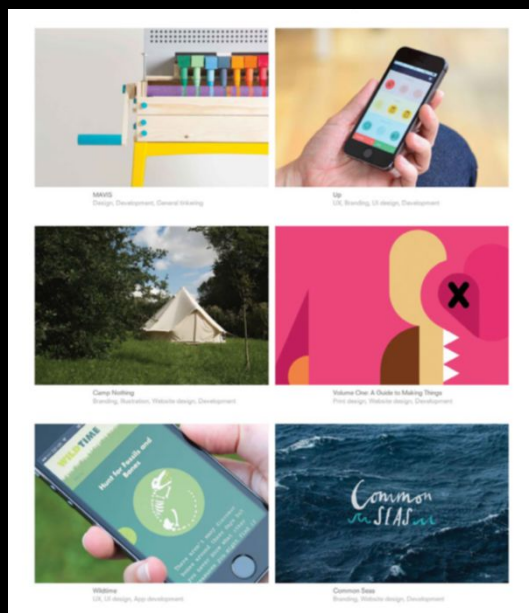 MAVIS
Design, Development, General tinkering
Up
UX, Branding, UI design, Development
Camp Nothing
Branding, Illustration, Website design, Development
X
Volume One: A Guide to Making Things
Print design, Website design, Development
WILDTIME
Hunt for Fossils and
Bones
Wildtime
UX, UI design, App development
Common
SEAS
Common Seas
Branding, Website design, Development